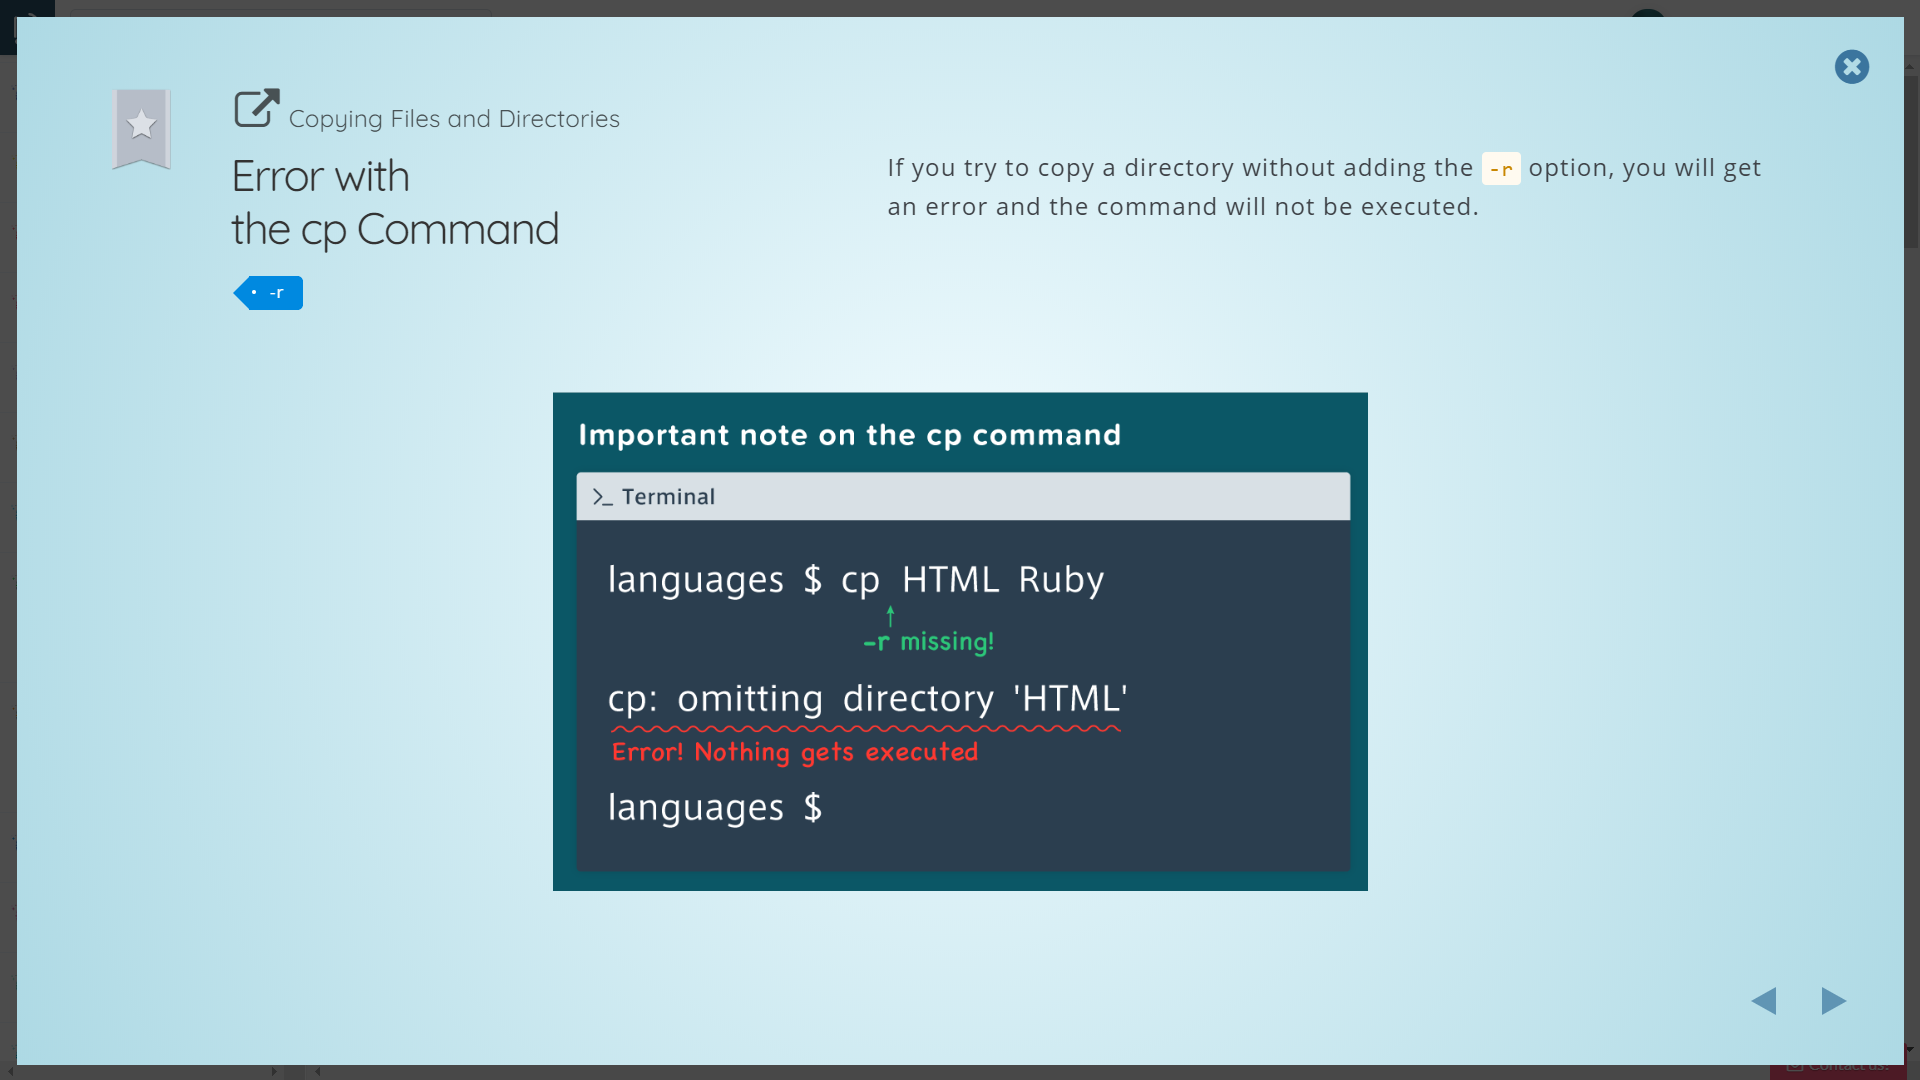 Copying Files and Directories
Error with
the cp Command
-r
If you try to copy a directory without adding the -r option, you will get
an error and the command will not be executed.
Important note on the cp command
>_ Terminal
languages $ cp HTML Ruby
-r missing!
cp: omitting directory 'HTML'
Error! Nothing gets executed
languages $
Contact us!